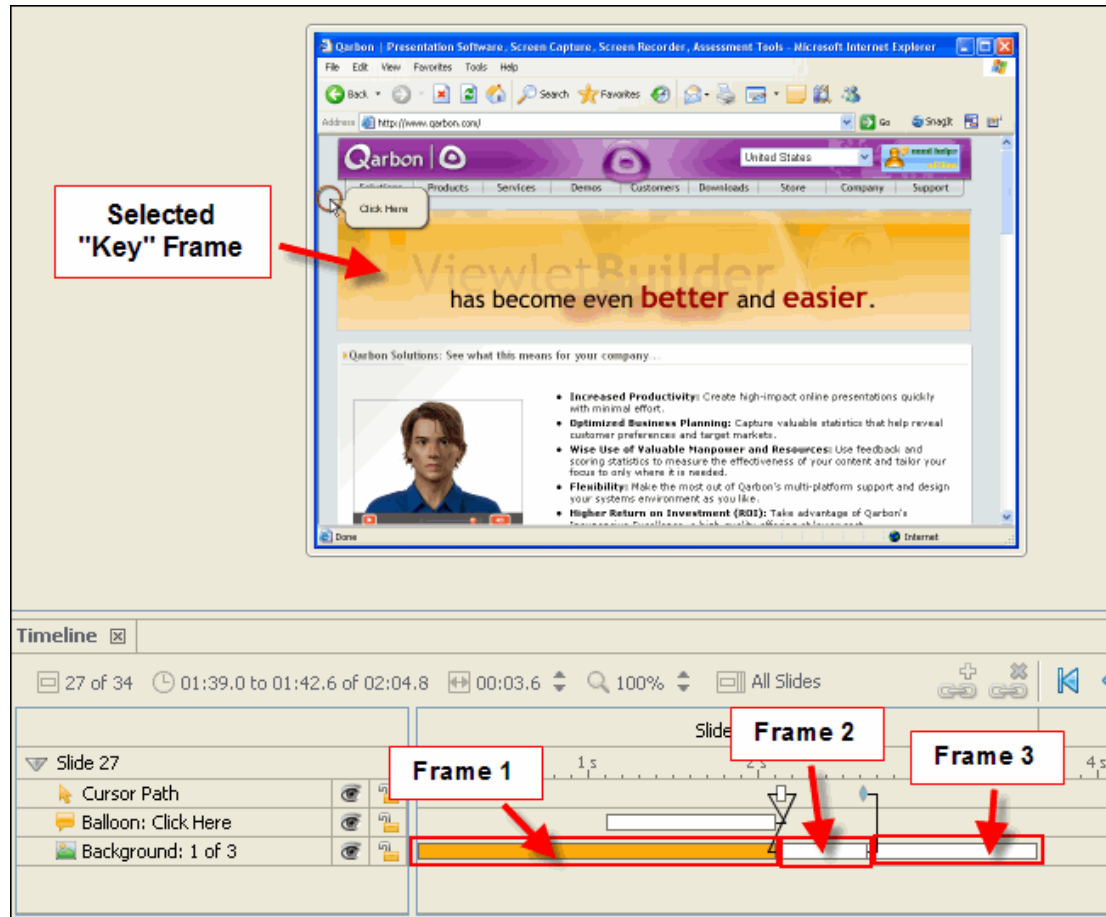 Qarbon | Presentation Software, Screen Capture, Screen Recorder, Assessment Tools - Microsoft Internet Explorer
File Edit View Favorites Tools Help
Back Search Favorites
Address http://www.qarbon.com/ Go SnagIt
Qarbon United States need help?
Solutions Products Services Demos Customers Downloads Store Company Support
Click Here
Selected
"Key" Frame
ViewletBuilder
has become even better and easier.
Qarbon Solutions: See what this means for your company...
• Increased Productivity: Create high-impact online presentations quickly
with minimal effort.
• Optimized Business Planning: Capture valuable statistics that help reveal
customer preferences and target markets.
• Wise Use of Valuable Manpower and Resources: Use feedback and
scoring statistics to measure the effectiveness of your content and tailor your
focus to only where it is needed.
• Flexibility: Make the most out of Qarbon's multi-platform support and design
your systems environment as you like.
• Higher Return on Investment (ROI): Take advantage of Qarbon's
Done Internet
Timeline
27 of 34 01:39.0 to 01:42.6 of 02:04.8 00:03.6 100% All Slides
Slide
Frame 1
Frame 2
Frame 3
Slide 27 1s 2s 4s
Cursor Path
Balloon: Click Here
Background: 1 of 3